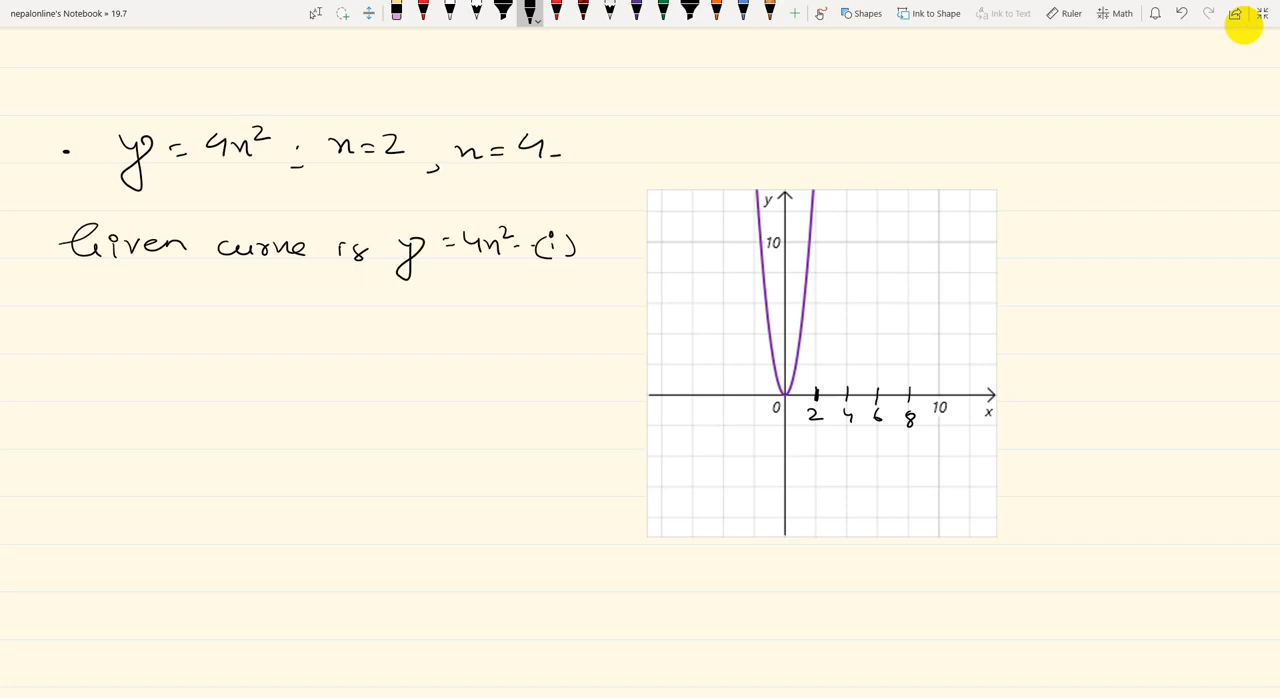 nepalonline's Notebook » 19.7
Shapes Ink to Shape Ink to Text Ruler Math
. y = 4x² ; x = 2 , x = 4
Given curve is y = 4x² - (i)
y
10
0 2 4 6 8 10 x